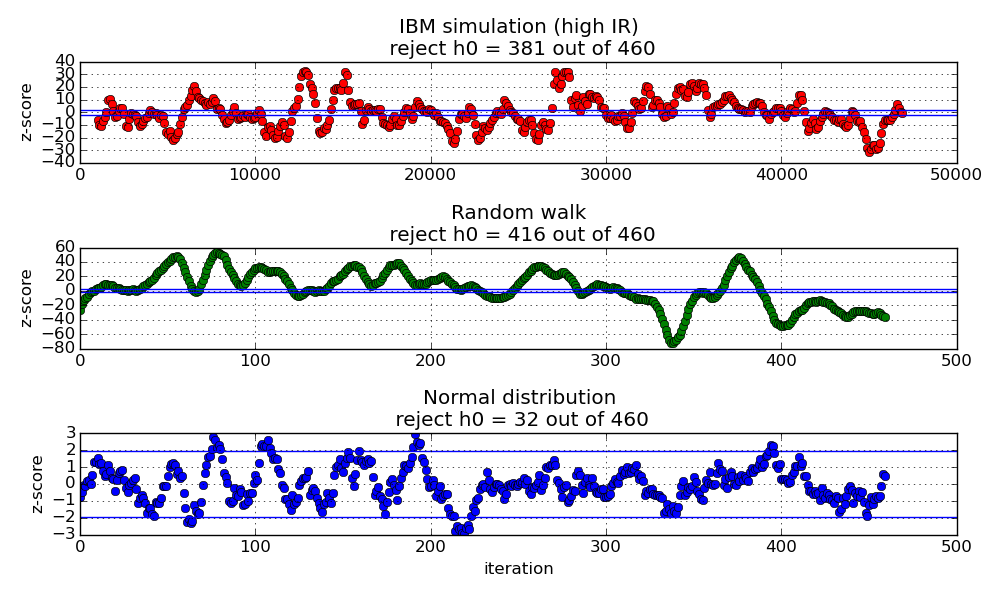 IBM simulation (high IR)
reject h0 = 381 out of 460
z-score
40
30
20
10
0
−10
−20
−30
−40
0 10000 20000 30000 40000 50000
Random walk
reject h0 = 416 out of 460
z-score
60
40
20
0
−20
−40
−60
−80
0 100 200 300 400 500
Normal distribution
reject h0 = 32 out of 460
z-score
3
2
1
0
−1
−2
−3
0 100 200 300 400 500
iteration